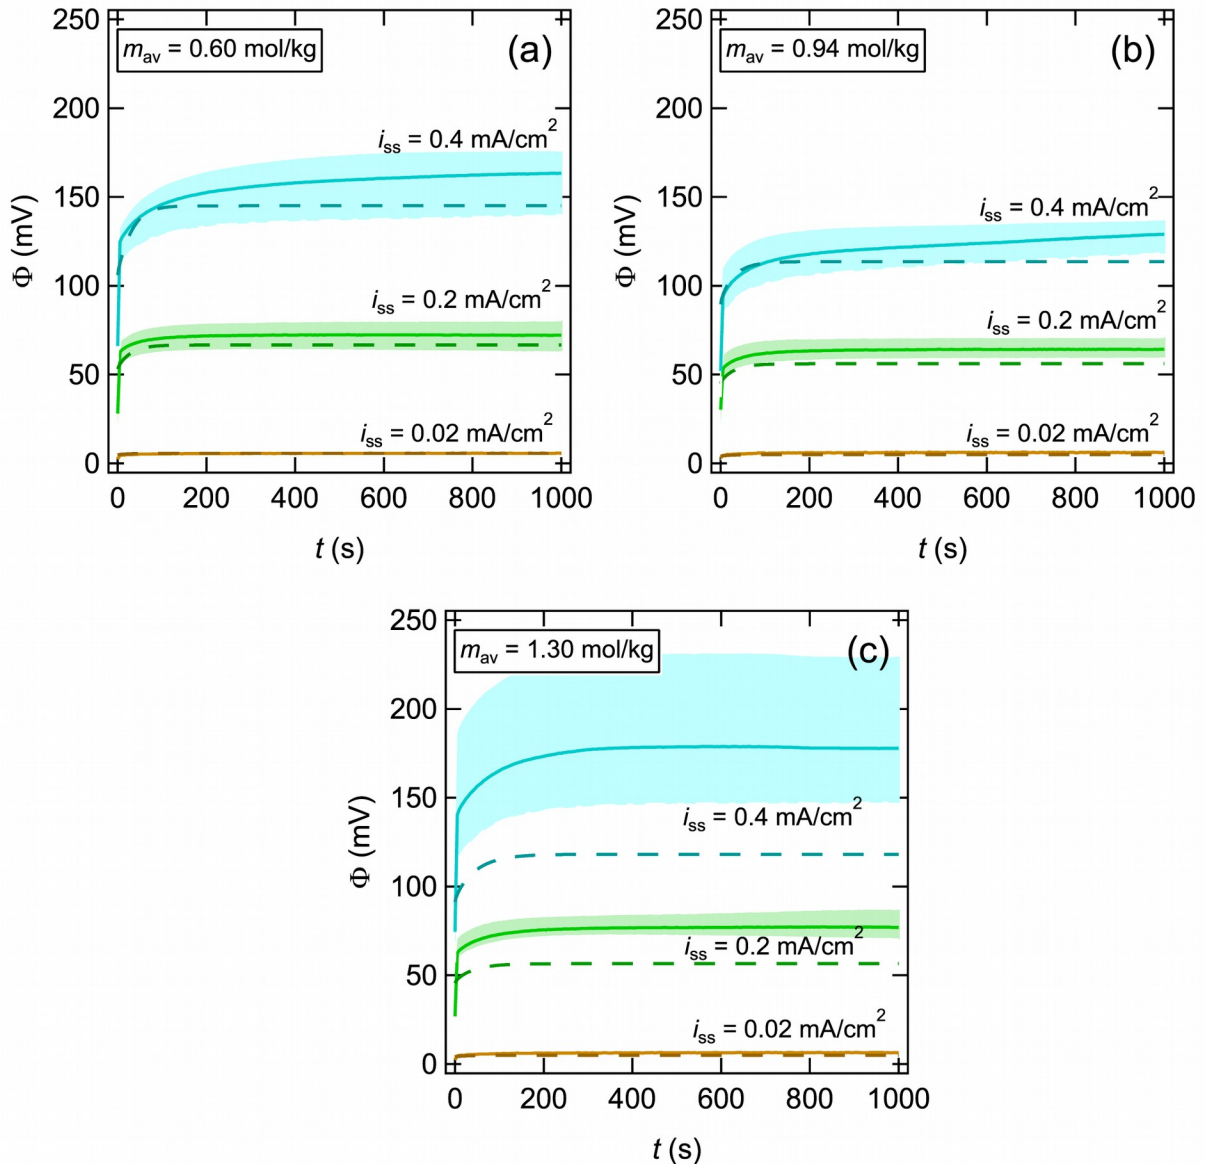 250
200
150
100
50
0
Φ (mV)
m_av = 0.60 mol/kg
(a)
i_ss = 0.4 mA/cm²
i_ss = 0.2 mA/cm²
i_ss = 0.02 mA/cm²
0 200 400 600 800 1000
t (s)
250
200
150
100
50
0
Φ (mV)
m_av = 0.94 mol/kg
(b)
i_ss = 0.4 mA/cm²
i_ss = 0.2 mA/cm²
i_ss = 0.02 mA/cm²
0 200 400 600 800 1000
t (s)
250
200
150
100
50
0
Φ (mV)
m_av = 1.30 mol/kg
(c)
i_ss = 0.4 mA/cm²
i_ss = 0.2 mA/cm²
i_ss = 0.02 mA/cm²
0 200 400 600 800 1000
t (s)